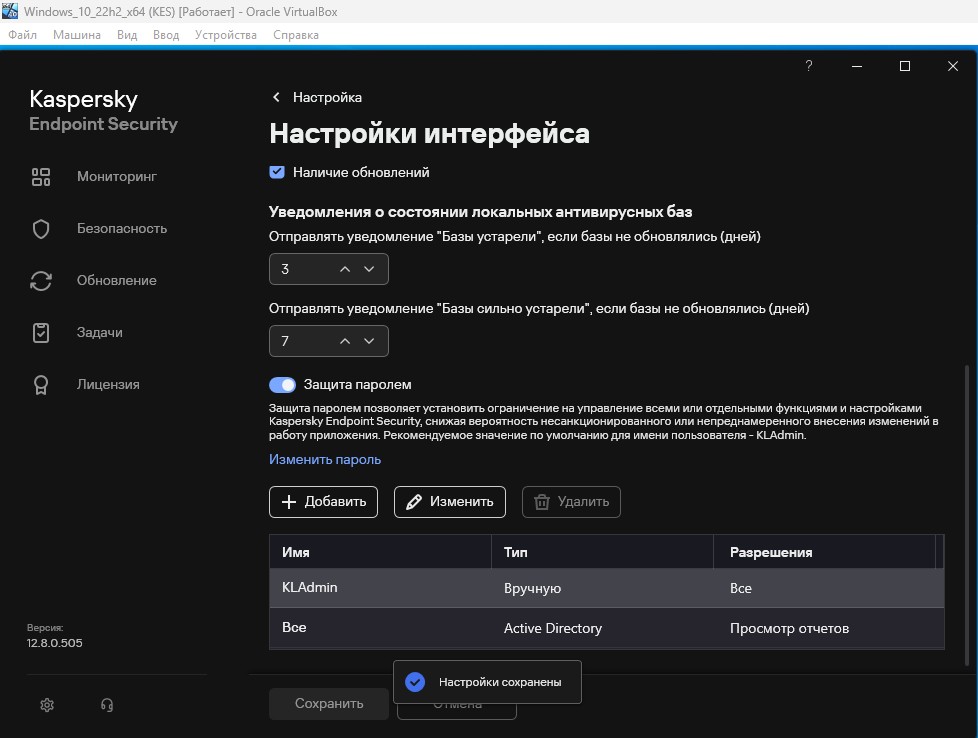 Windows_10_22h2_x64 (KES) [Работает] - Oracle VirtualBox
Файл Машина Вид Ввод Устройства Справка
?
Kaspersky
Endpoint Security
Мониторинг
Безопасность
Обновление
Задачи
Лицензия
Версия:
12.8.0.505
Настройка
Настройки интерфейса
Наличие обновлений
Уведомления о состоянии локальных антивирусных баз
Отправлять уведомление "Базы устарели", если базы не обновлялись (дней)
3
Отправлять уведомление "Базы сильно устарели", если базы не обновлялись (дней)
7
Защита паролем
Защита паролем позволяет установить ограничение на управление всеми или отдельными функциями и настройками
Kaspersky Endpoint Security, снижая вероятность несанкционированного или непреднамеренного внесения изменений в
работу приложения. Рекомендуемое значение по умолчанию для имени пользователя - KLAdmin.
Изменить пароль
Добавить Изменить Удалить
Имя Тип Разрешения
KLAdmin Вручную Все
Все Active Directory Просмотр отчетов
Настройки сохранены
Сохранить Отмена